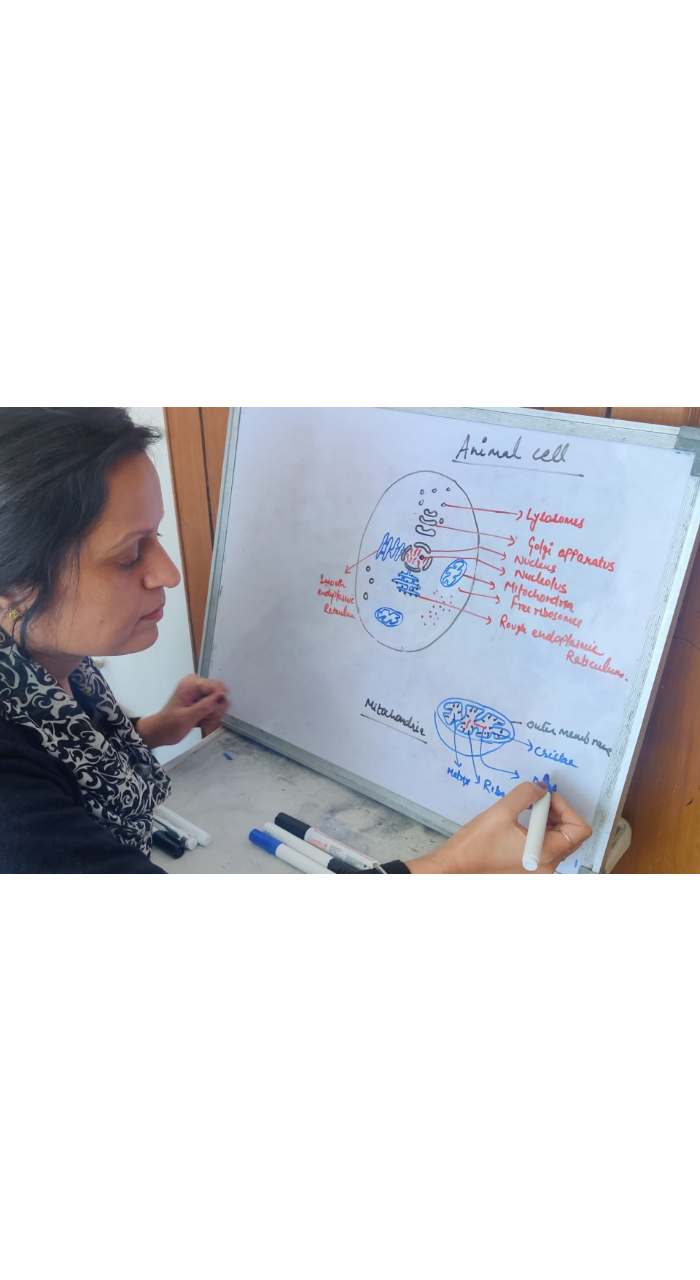 Animal cell
Lysosomes
Golgi apparatus
Nucleus
Nucleolus
Mitochondria
Free ribosomes
Rough endoplasmic
Reticulum.
Smooth
endoplasmic
Reticulum
Mitochondria
outer membrane
Cristae
Matrix
Ribo